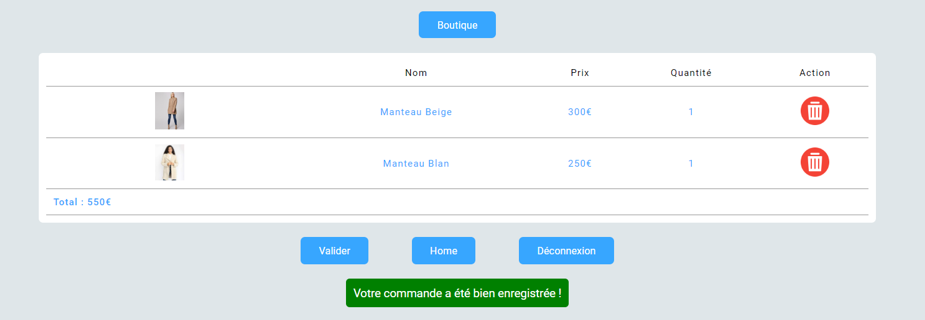 Boutique
Nom Prix Quantité Action
Manteau Beige 300€ 1
Manteau Blan 250€ 1
Total : 550€
Valider Home Déconnexion
Votre commande a été bien enregistrée !